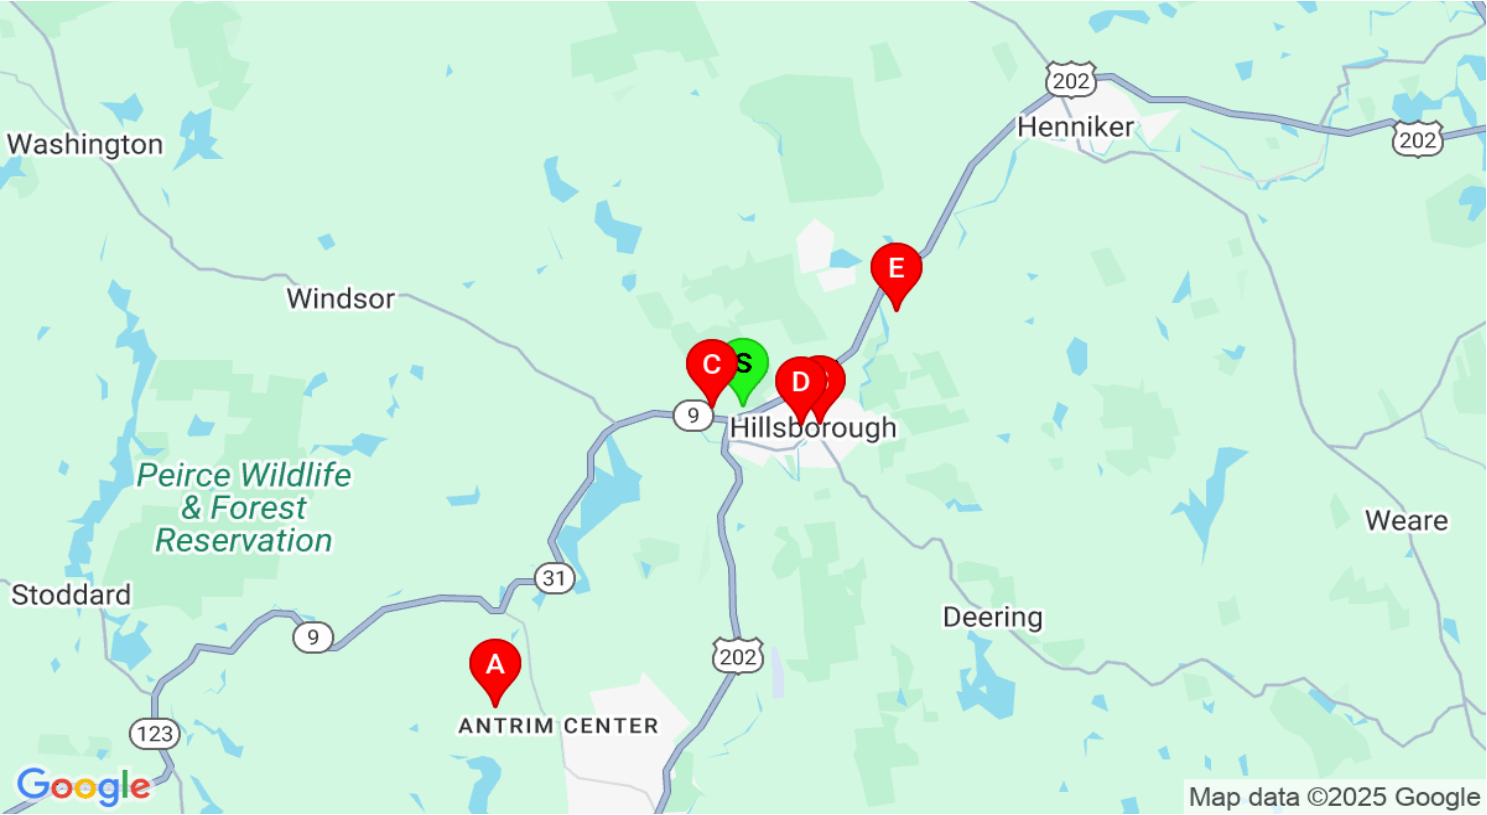 202
Henniker
202
Washington
E
Windsor
C
S
D
9
Hillsborough
Peirce Wildlife
& Forest
Reservation
Weare
31
Stoddard
Deering
9
202
A
ANTRIM CENTER
123
Google
Map data ©2025 Google